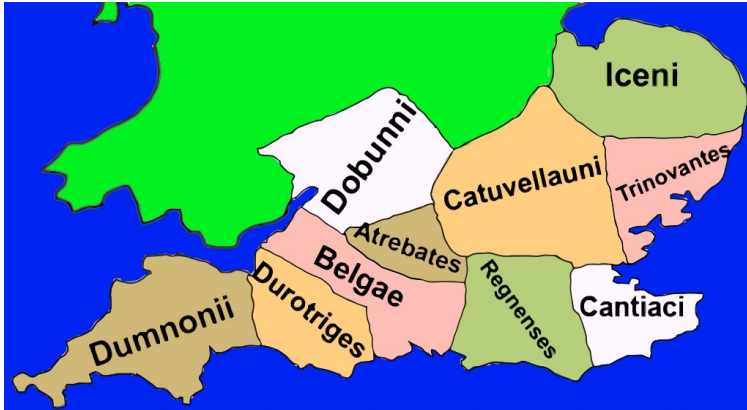 Iceni
Dobunni
Catuvellauni
Trinovantes
Atrebates
Belgae
Regnenses
Cantiaci
Durotriges
Dumnonii